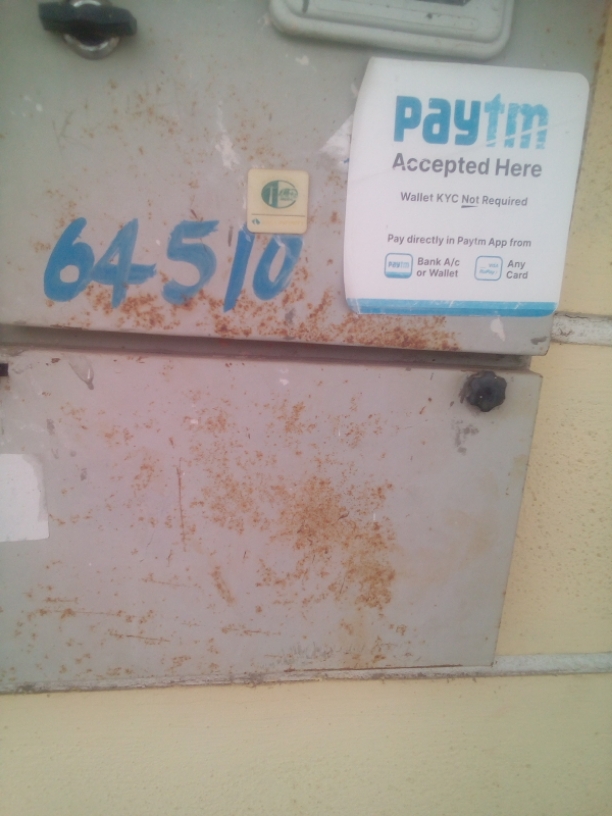 paytm
Accepted Here
Wallet KYC Not Required
Pay directly in Paytm App from
Bank A/c
or Wallet
Any
Card
64510